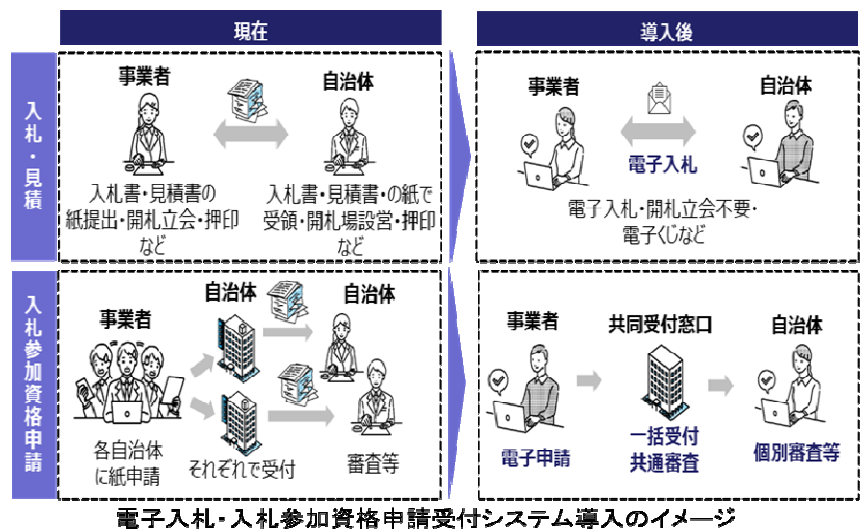 現在
導入後
入札・見積
事業者
自治体
入札書・見積書の
紙提出・開札立会・押印
など
入札書・見積書・の紙で
受領・開札場設営・押印
など
事業者
自治体
電子入札
電子入札・開札立会不要・
電子くじなど
入札参加資格申請
事業者
自治体
自治体
各自治体
に紙申請
それぞれで受付
審査等
事業者
共同受付窓口
自治体
電子申請
一括受付
共通審査
個別審査等
電子入札・入札参加資格申請受付システム導入のイメージ